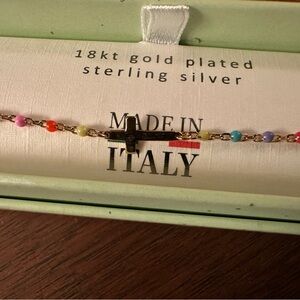 18kt gold plated
sterling silver
MADE IN
ITALY